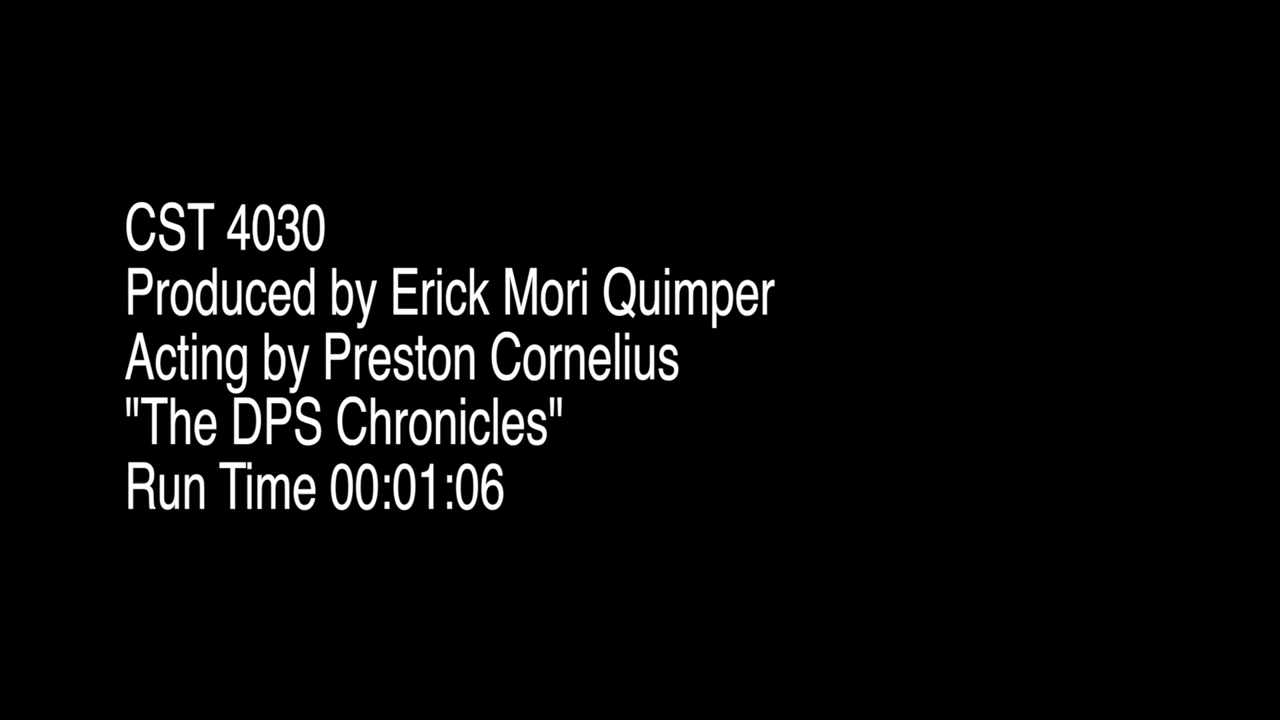 CST 4030
Produced by Erick Mori Quimper
Acting by Preston Cornelius
"The DPS Chronicles"
Run Time 00:01:06